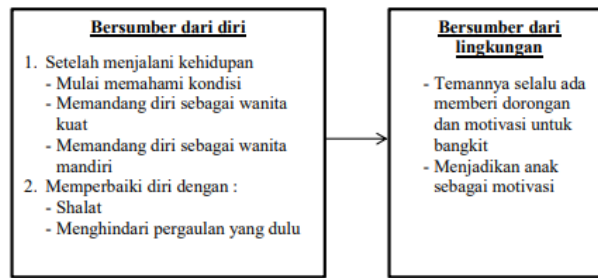 Bersumber dari diri
1. Setelah menjalani kehidupan
- Mulai memahami kondisi
- Memandang diri sebagai wanita
kuat
- Memandang diri sebagai wanita
mandiri
2. Memperbaiki diri dengan :
- Shalat
- Menghindari pergaulan yang dulu
Bersumber dari
lingkungan
- Temannya selalu ada
memberi dorongan
dan motivasi untuk
bangkit
- Menjadikan anak
sebagai motivasi